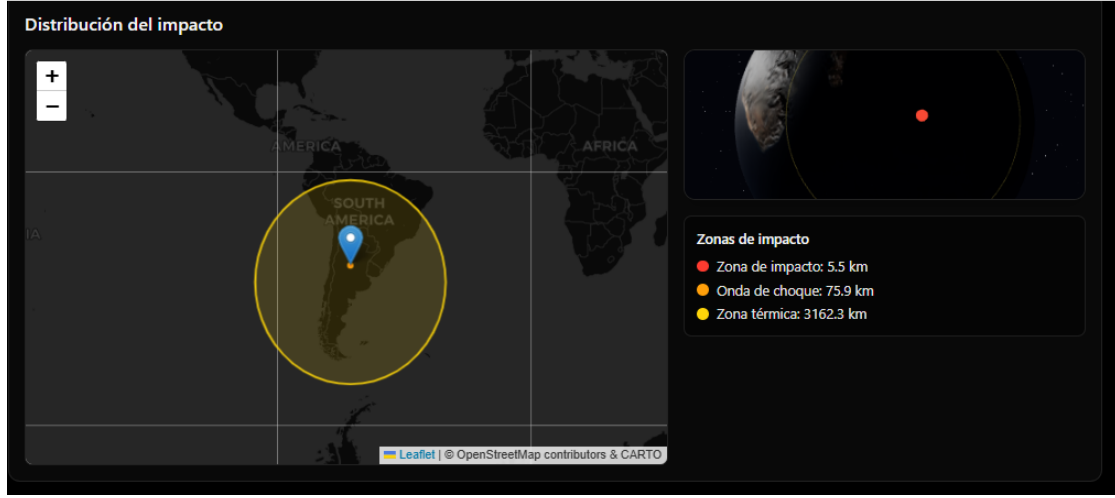 Distribución del impacto
+
−
AMERICA
AFRICA
SOUTH
AMERICA
IA
Leaflet | © OpenStreetMap contributors & CARTO
Zonas de impacto
Zona de impacto: 5.5 km
Onda de choque: 75.9 km
Zona térmica: 3162.3 km